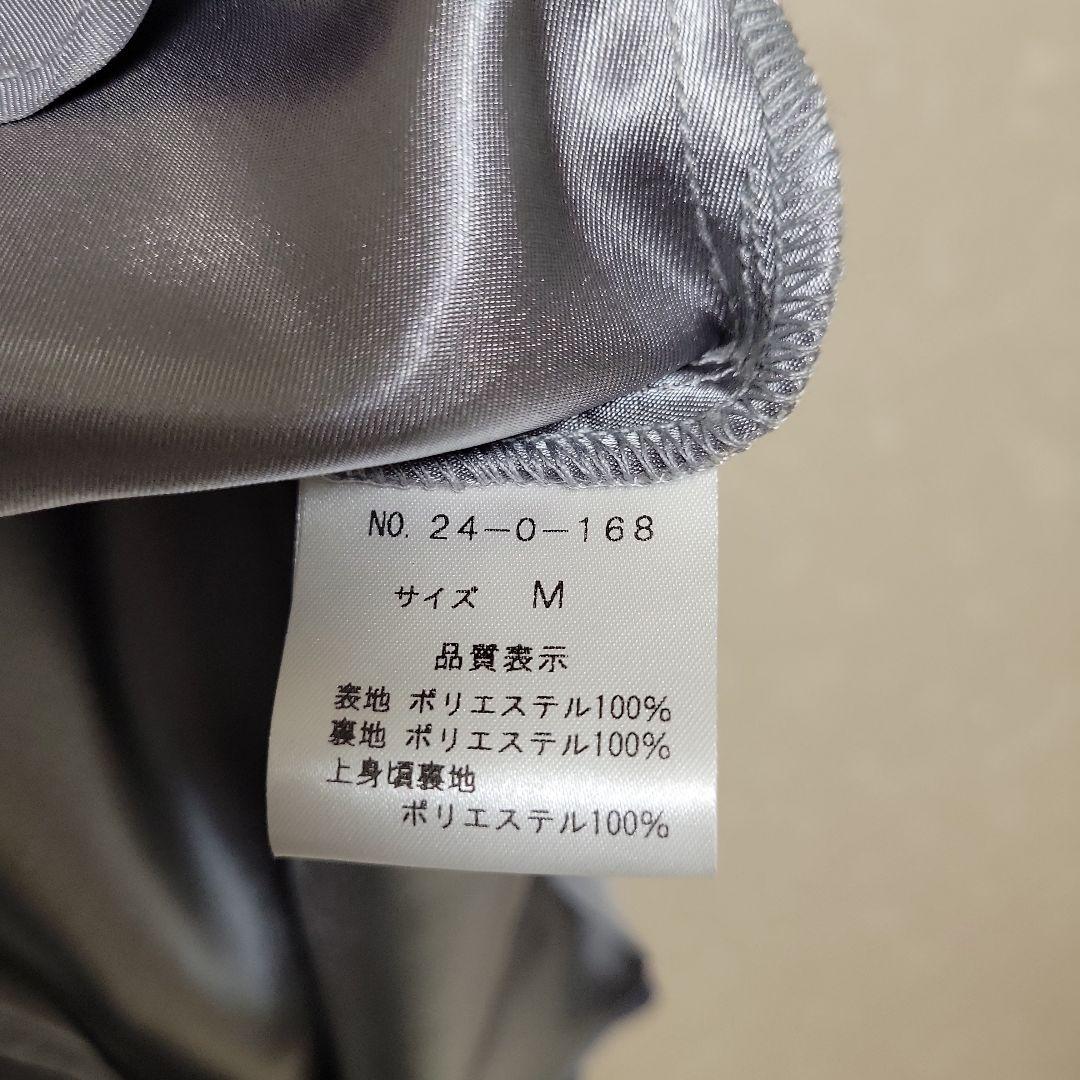 NO. 24-0-168
サイズ M
品質表示
表地 ポリエステル100%
裏地 ポリエステル100%
上身頃裏地
ポリエステル100%